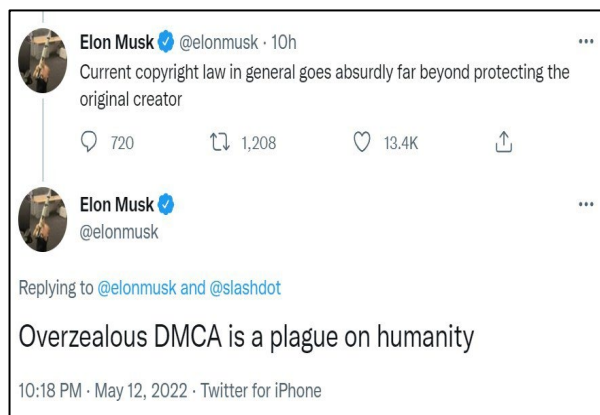 Elon Musk @elonmusk · 10h
Current copyright law in general goes absurdly far beyond protecting the
original creator
720 1,208 13.4K
Elon Musk
@elonmusk
Replying to @elonmusk and @slashdot
Overzealous DMCA is a plague on humanity
10:18 PM · May 12, 2022 · Twitter for iPhone